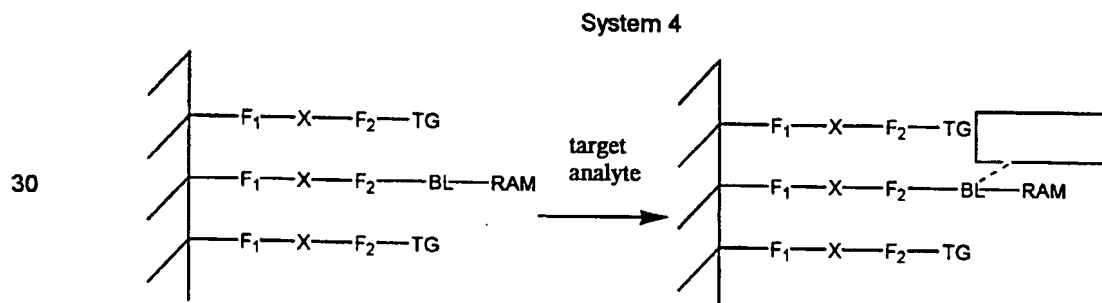 System 4
F₁—X—F₂—TG
30 F₁—X—F₂—BL—RAM
F₁—X—F₂—TG
target
analyte
F₁—X—F₂—TG
F₁—X—F₂—BL—RAM
F₁—X—F₂—TG